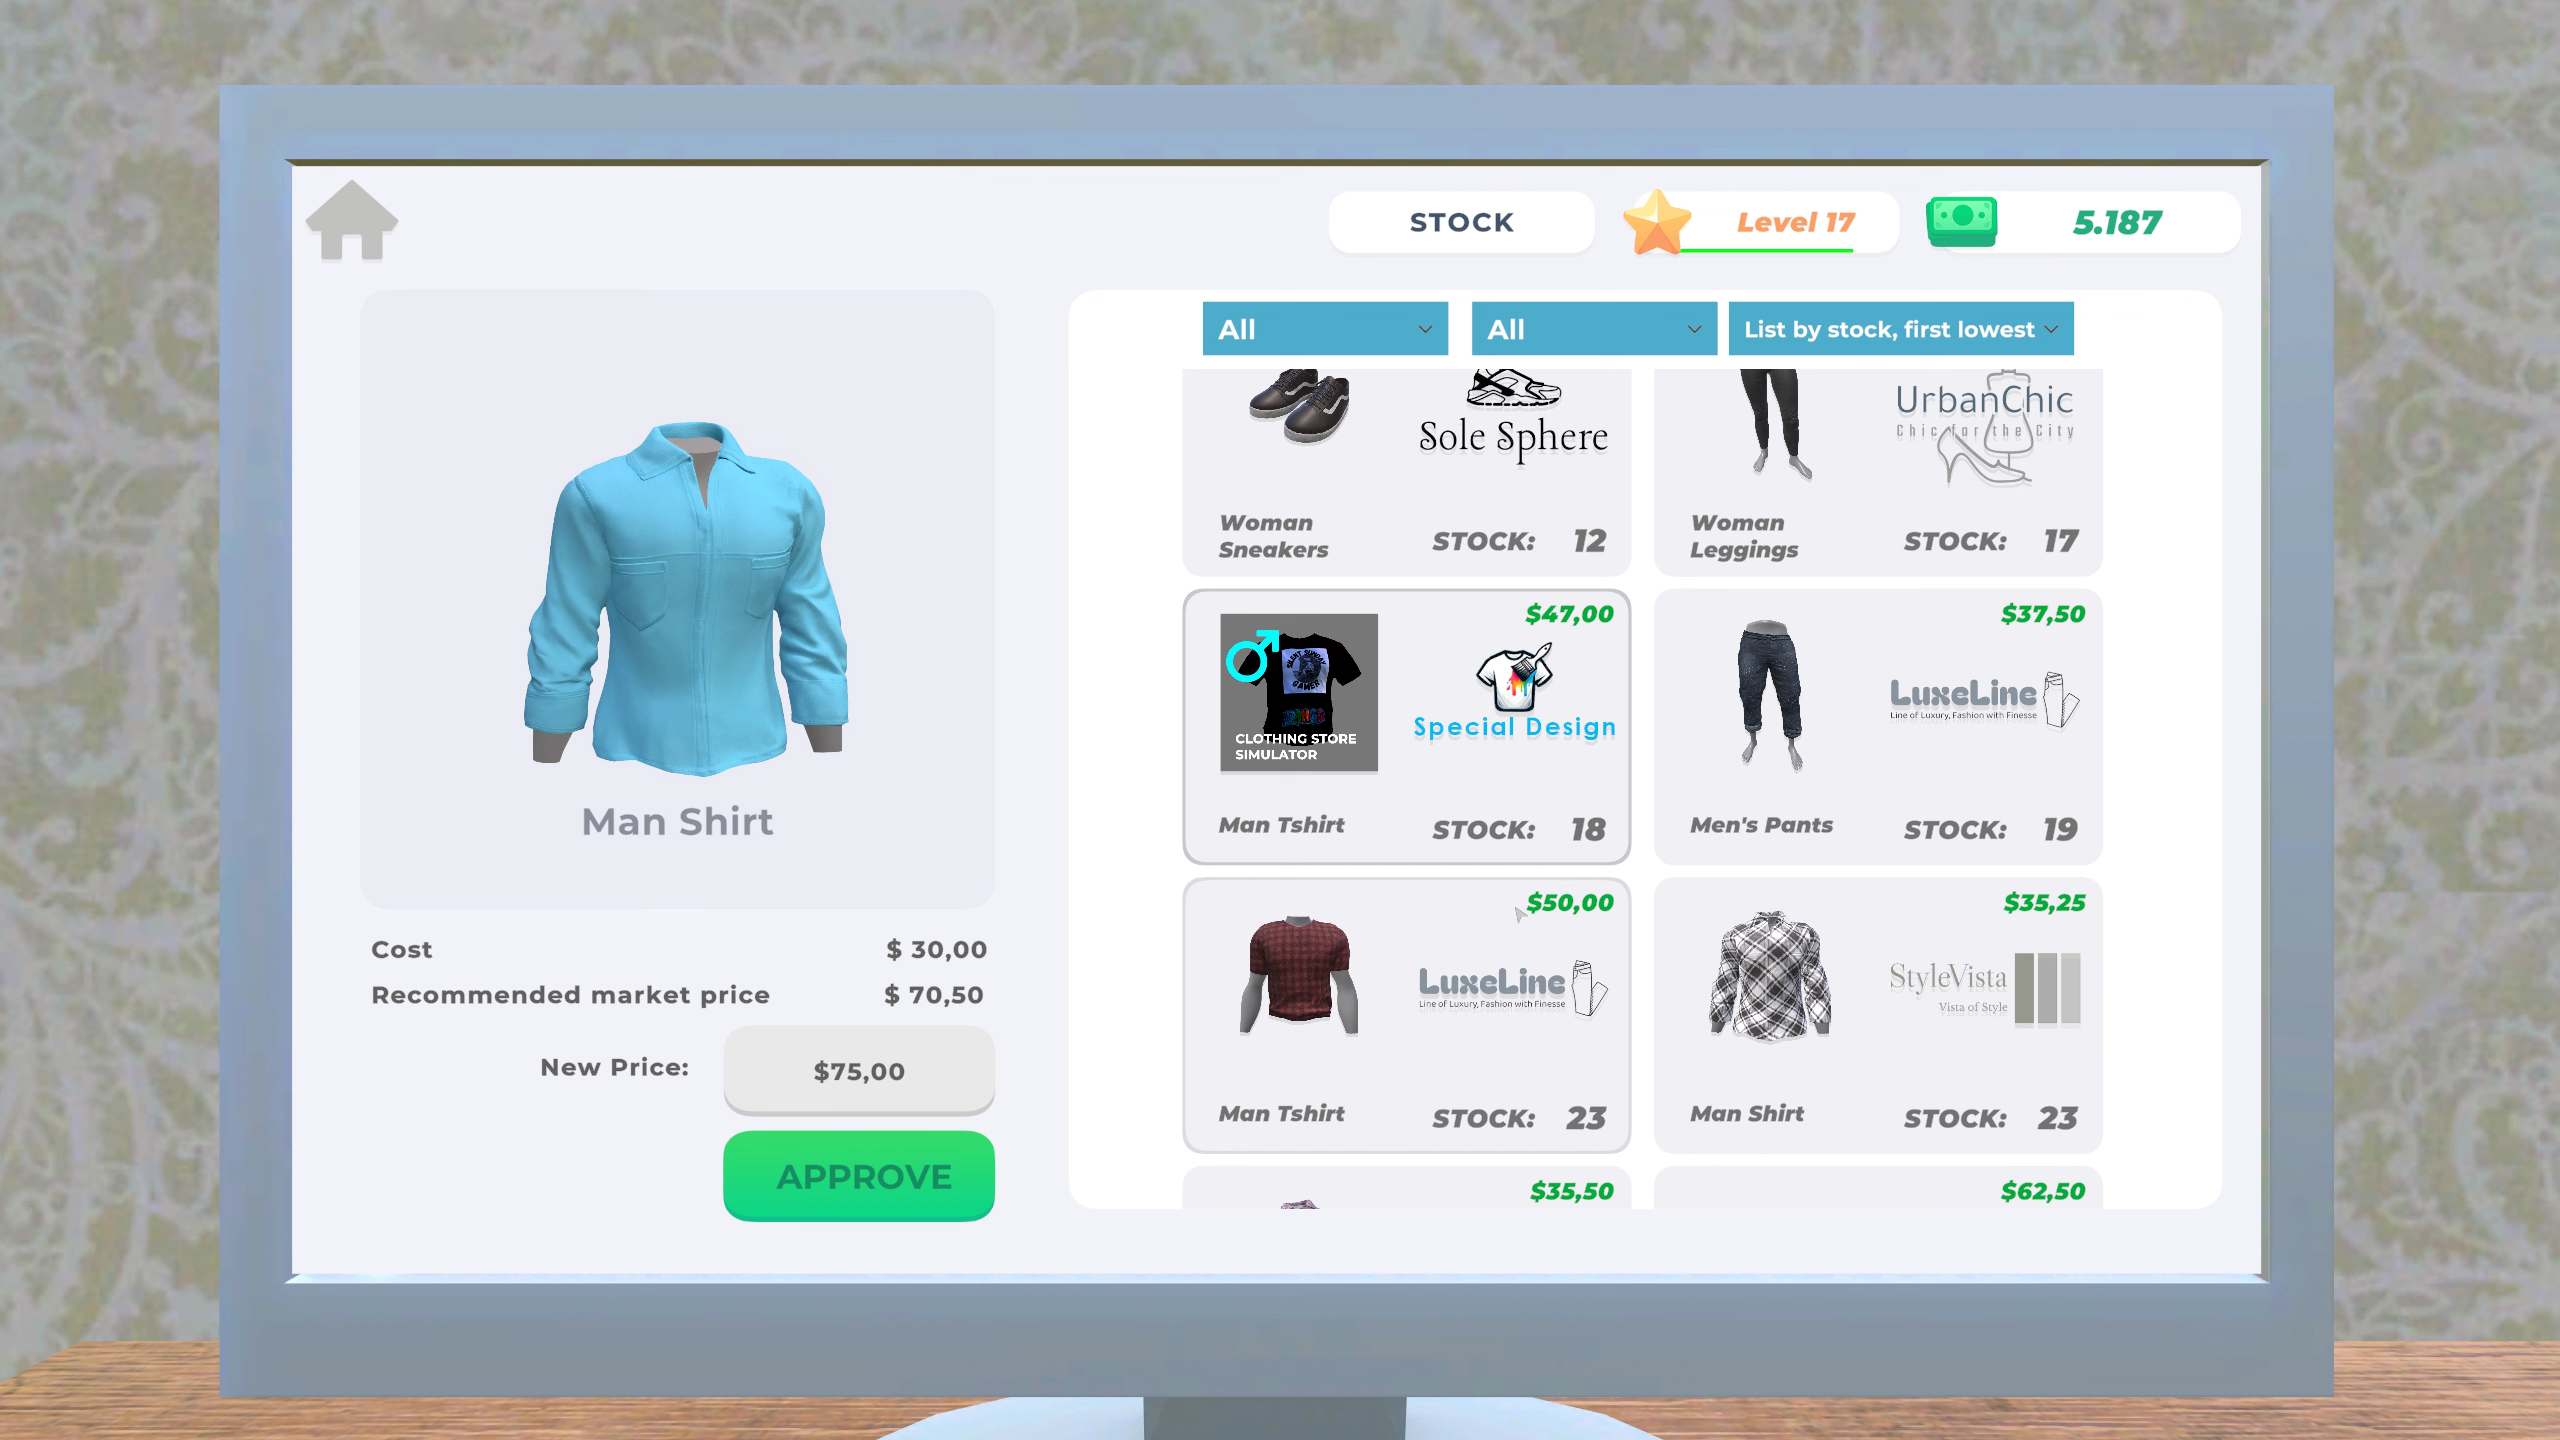 STOCK
Level 17
5.187
All
All
List by stock, first lowest
Man Shirt
Cost
$ 30,00
Recommended market price
$ 70,50
New Price:
$75,00
APPROVE
Sole Sphere
Woman
Sneakers
STOCK: 12
UrbanChic
Chic for the City
Woman
Leggings
STOCK: 17
$47,00
SILENT SUNDAY
GAMER
CLOTHING STORE
SIMULATOR
Special Design
Man Tshirt
STOCK: 18
$37,50
LuxeLine
Line of Luxury, Fashion with Finesse
Men's Pants
STOCK: 19
$50,00
LuxeLine
Line of Luxury, Fashion with Finesse
Man Tshirt
STOCK: 23
$35,25
StyleVista
Vista of Style
Man Shirt
STOCK: 23
$35,50
$62,50